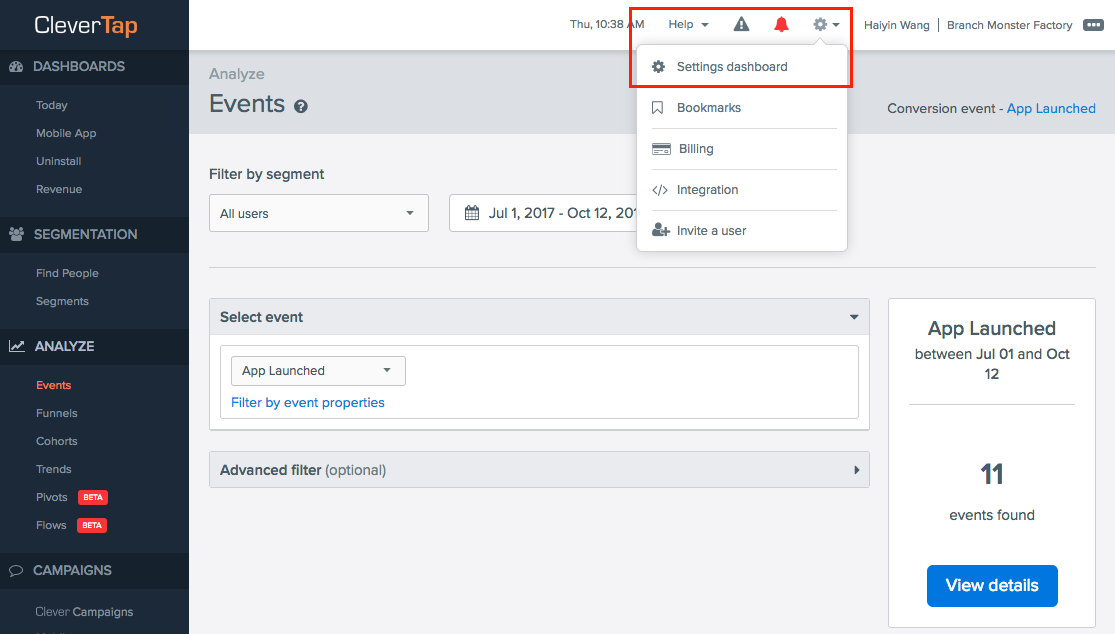 CleverTap
Thu, 10:38 AM
Help
Haiyin Wang
Branch Monster Factory
DASHBOARDS
Today
Mobile App
Uninstall
Revenue
SEGMENTATION
Find People
Segments
ANALYZE
Events
Funnels
Cohorts
Trends
Pivots BETA
Flows BETA
CAMPAIGNS
Clever Campaigns
Analyze
Events ?
Conversion event - App Launched
Settings dashboard
Bookmarks
Billing
Integration
Invite a user
Filter by segment
All users
Jul 1, 2017 - Oct 12, 201
Select event
App Launched
Filter by event properties
Advanced filter (optional)
App Launched
between Jul 01 and Oct
12
11
events found
View details